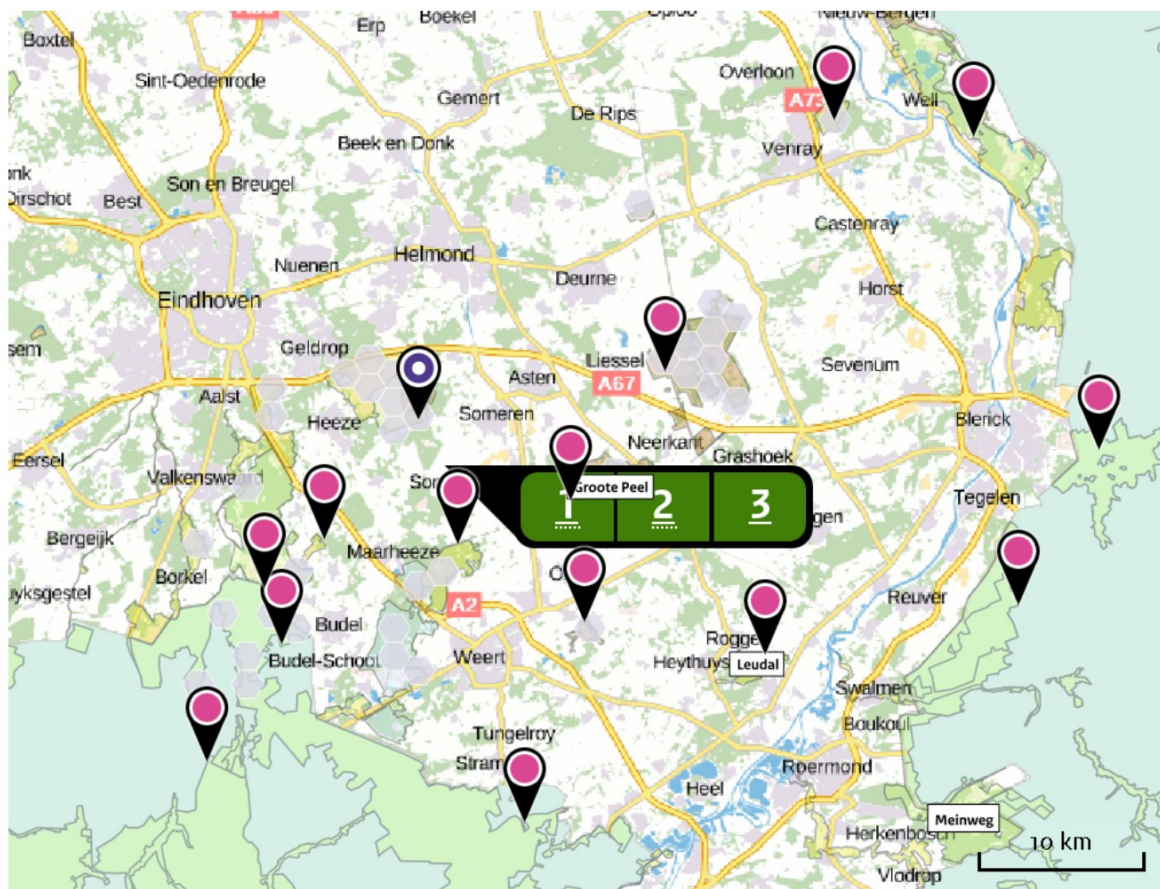 Nieuw-Bergen
Boekel
Boxtel
Erp
Overloon
Sint-Oedenrode
Gemert
A73
Well
De Rips
Beek en Donk
Venray
Son en Breugel
Best
Castenray
Nuenen
Helmond
Deurne
Eindhoven
Horst
Geldrop
Liessel
Sevenum
Asten
A67
Aalst
Someren
Blerick
Heeze
Neerkant
Grashoek
Eersel
Valkenswaard
Groote Peel
Tegelen
1
2
3
Bergeijk
Maarheeze
Borkel
A2
Reuver
Budel
Budel-Schoot
Weert
Leudal
Swalmen
Boukoul
Tungelroy
Roermond
Heel
Meinweg
Herkenbosch
10 km
Vlodrop